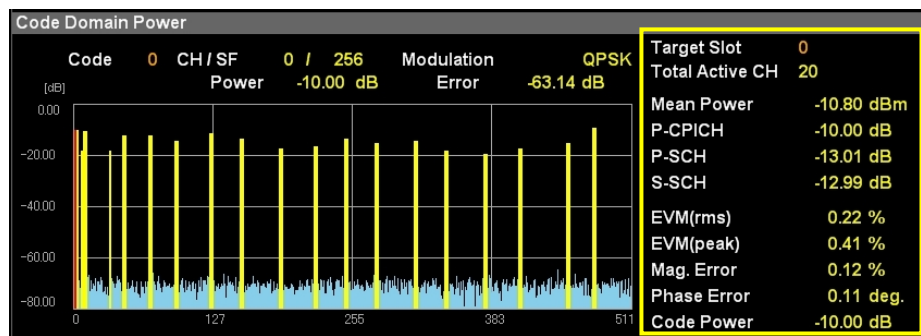 Code Domain Power
Code 0 CH / SF 0 / 256 Modulation QPSK
Power -10.00 dB Error -63.14 dB
[dB]
0.00
-20.00
-40.00
-60.00
-80.00
0 127 255 383 511
Target Slot 0
Total Active CH 20
Mean Power -10.80 dBm
P-CPICH -10.00 dB
P-SCH -13.01 dB
S-SCH -12.99 dB
EVM(rms) 0.22 %
EVM(peak) 0.41 %
Mag. Error 0.12 %
Phase Error 0.11 deg.
Code Power -10.00 dB